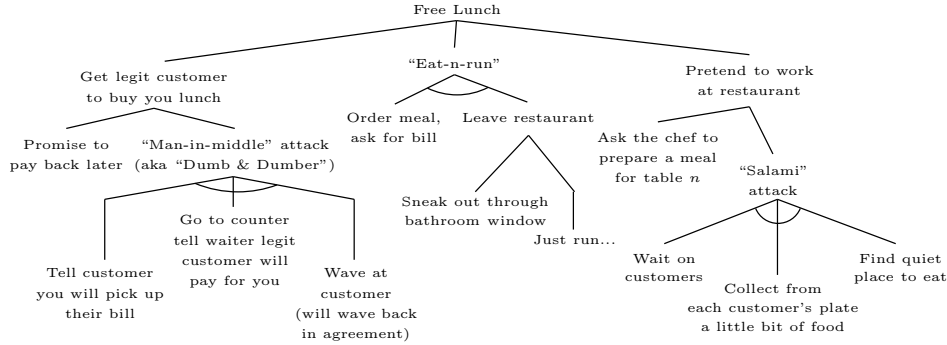 Free Lunch
Get legit customer
to buy you lunch
“Eat-n-run”
Pretend to work
at restaurant
Promise to
pay back later
“Man-in-middle” attack
(aka “Dumb & Dumber”)
Order meal,
ask for bill
Leave restaurant
Ask the chef to
prepare a meal
for table n
“Salami”
attack
Tell customer
you will pick up
their bill
Go to counter
tell waiter legit
customer will
pay for you
Wave at
customer
(will wave back
in agreement)
Sneak out through
bathroom window
Just run...
Wait on
customers
Collect from
each customer’s plate
a little bit of food
Find quiet
place to eat